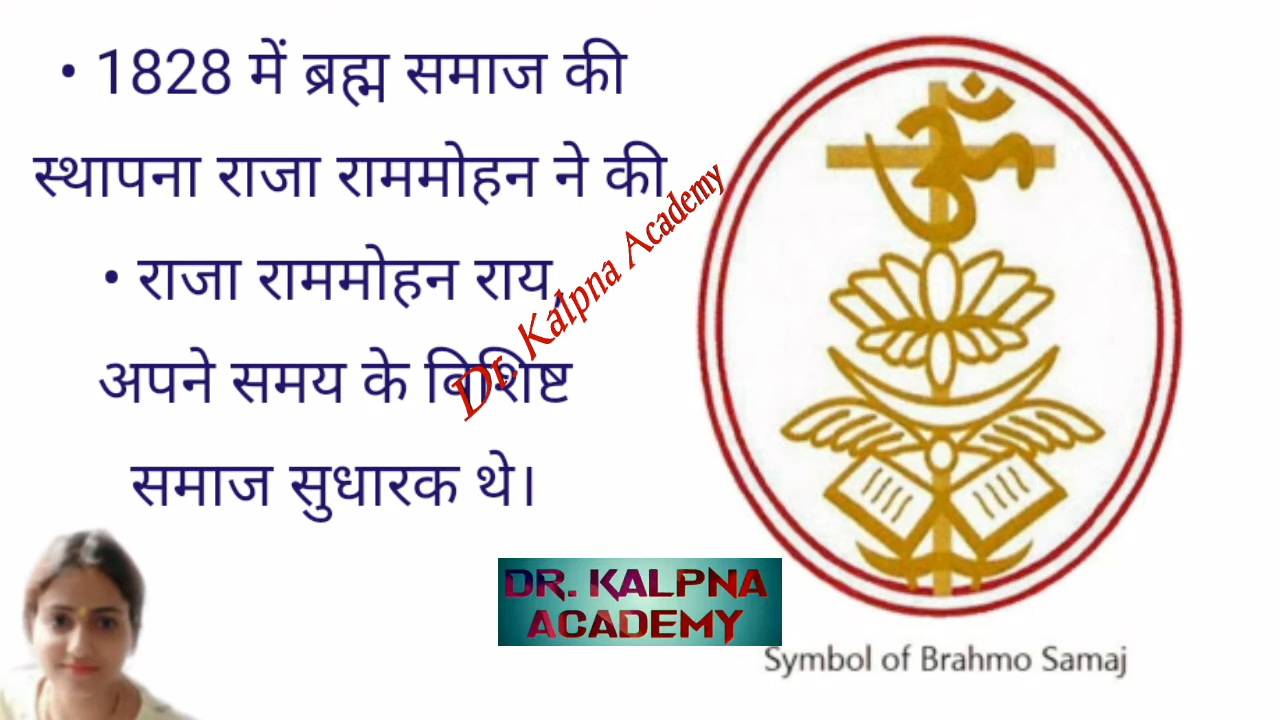 • 1828 में ब्रह्म समाज की
स्थापना राजा राममोहन ने की
• राजा राममोहन राय,
अपने समय के विशिष्ट
समाज सुधारक थे।
Dr. Kalpna Academy
DR. KALPNA
ACADEMY
Symbol of Brahmo Samaj